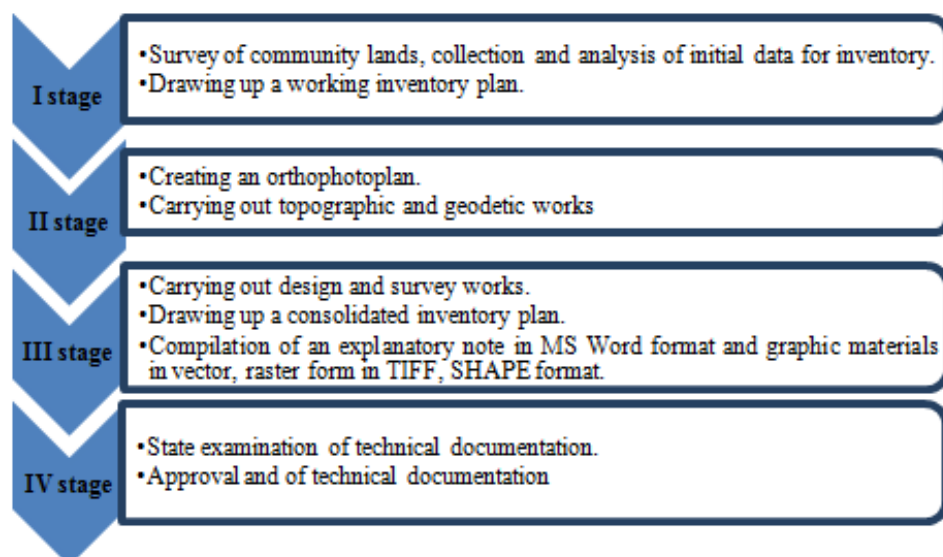 I stage
•Survey of community lands, collection and analysis of initial data for inventory.
•Drawing up a working inventory plan.
II stage
•Creating an orthophotoplan.
•Carrying out topographic and geodetic works
III stage
•Carrying out design and survey works.
•Drawing up a consolidated inventory plan.
•Compilation of an explanatory note in MS Word format and graphic materials
in vector, raster form in TIFF, SHAPE format.
IV stage
•State examination of technical documentation.
•Approval and of technical documentation